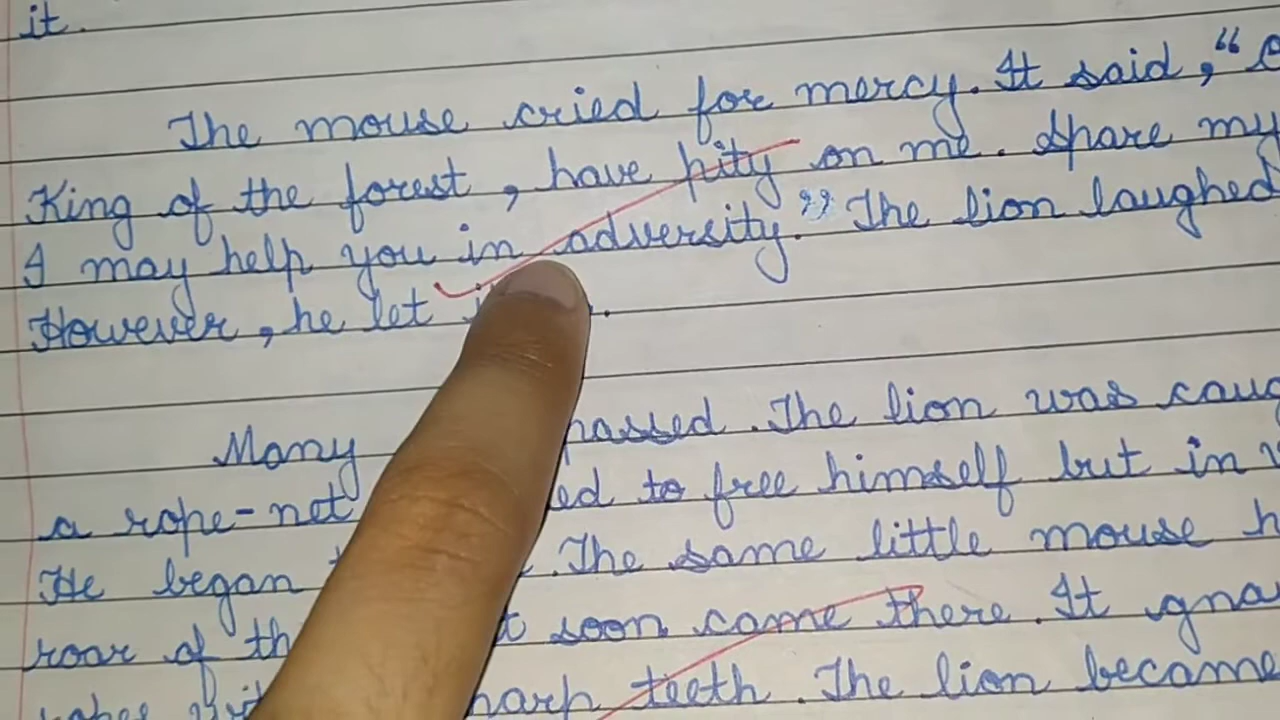 it.
The mouse cried for mercy. It said, “
King of the forest, have pity on me. Spare my
I may help you in adversity.” The lion laughed
However, he let
Many passed. The lion was caug
a rope-net ed to free himself but in v
He began . The same little mouse h
roar of th soon came there. It gna
harp teeth. The lion became